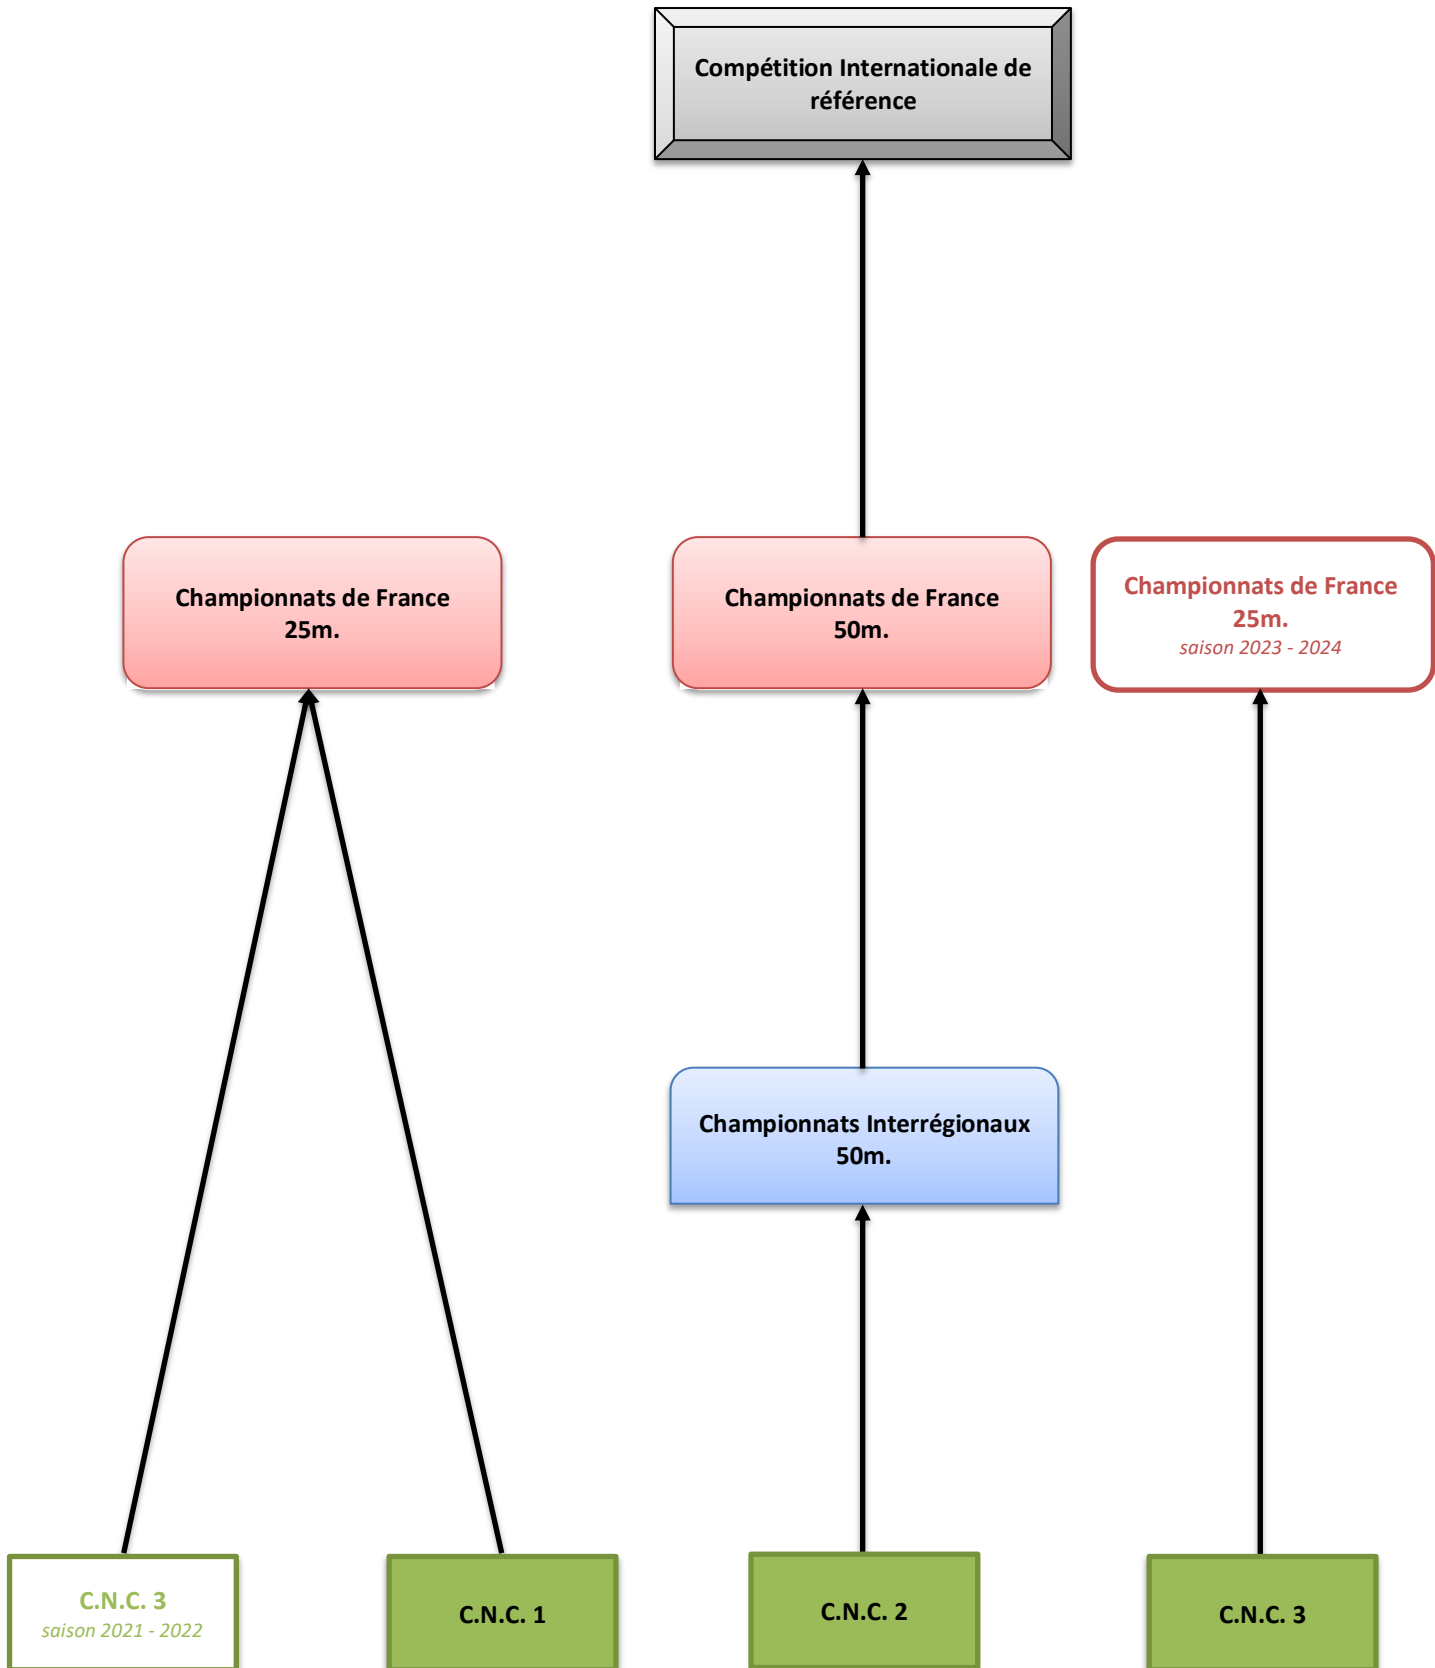 Compétition Internationale de
référence
Championnats de France
25m.
Championnats de France
50m.
Championnats de France
25m.
saison 2023 - 2024
Championnats Interrégionaux
50m.
C.N.C. 3
saison 2021 - 2022
C.N.C. 1
C.N.C. 2
C.N.C. 3